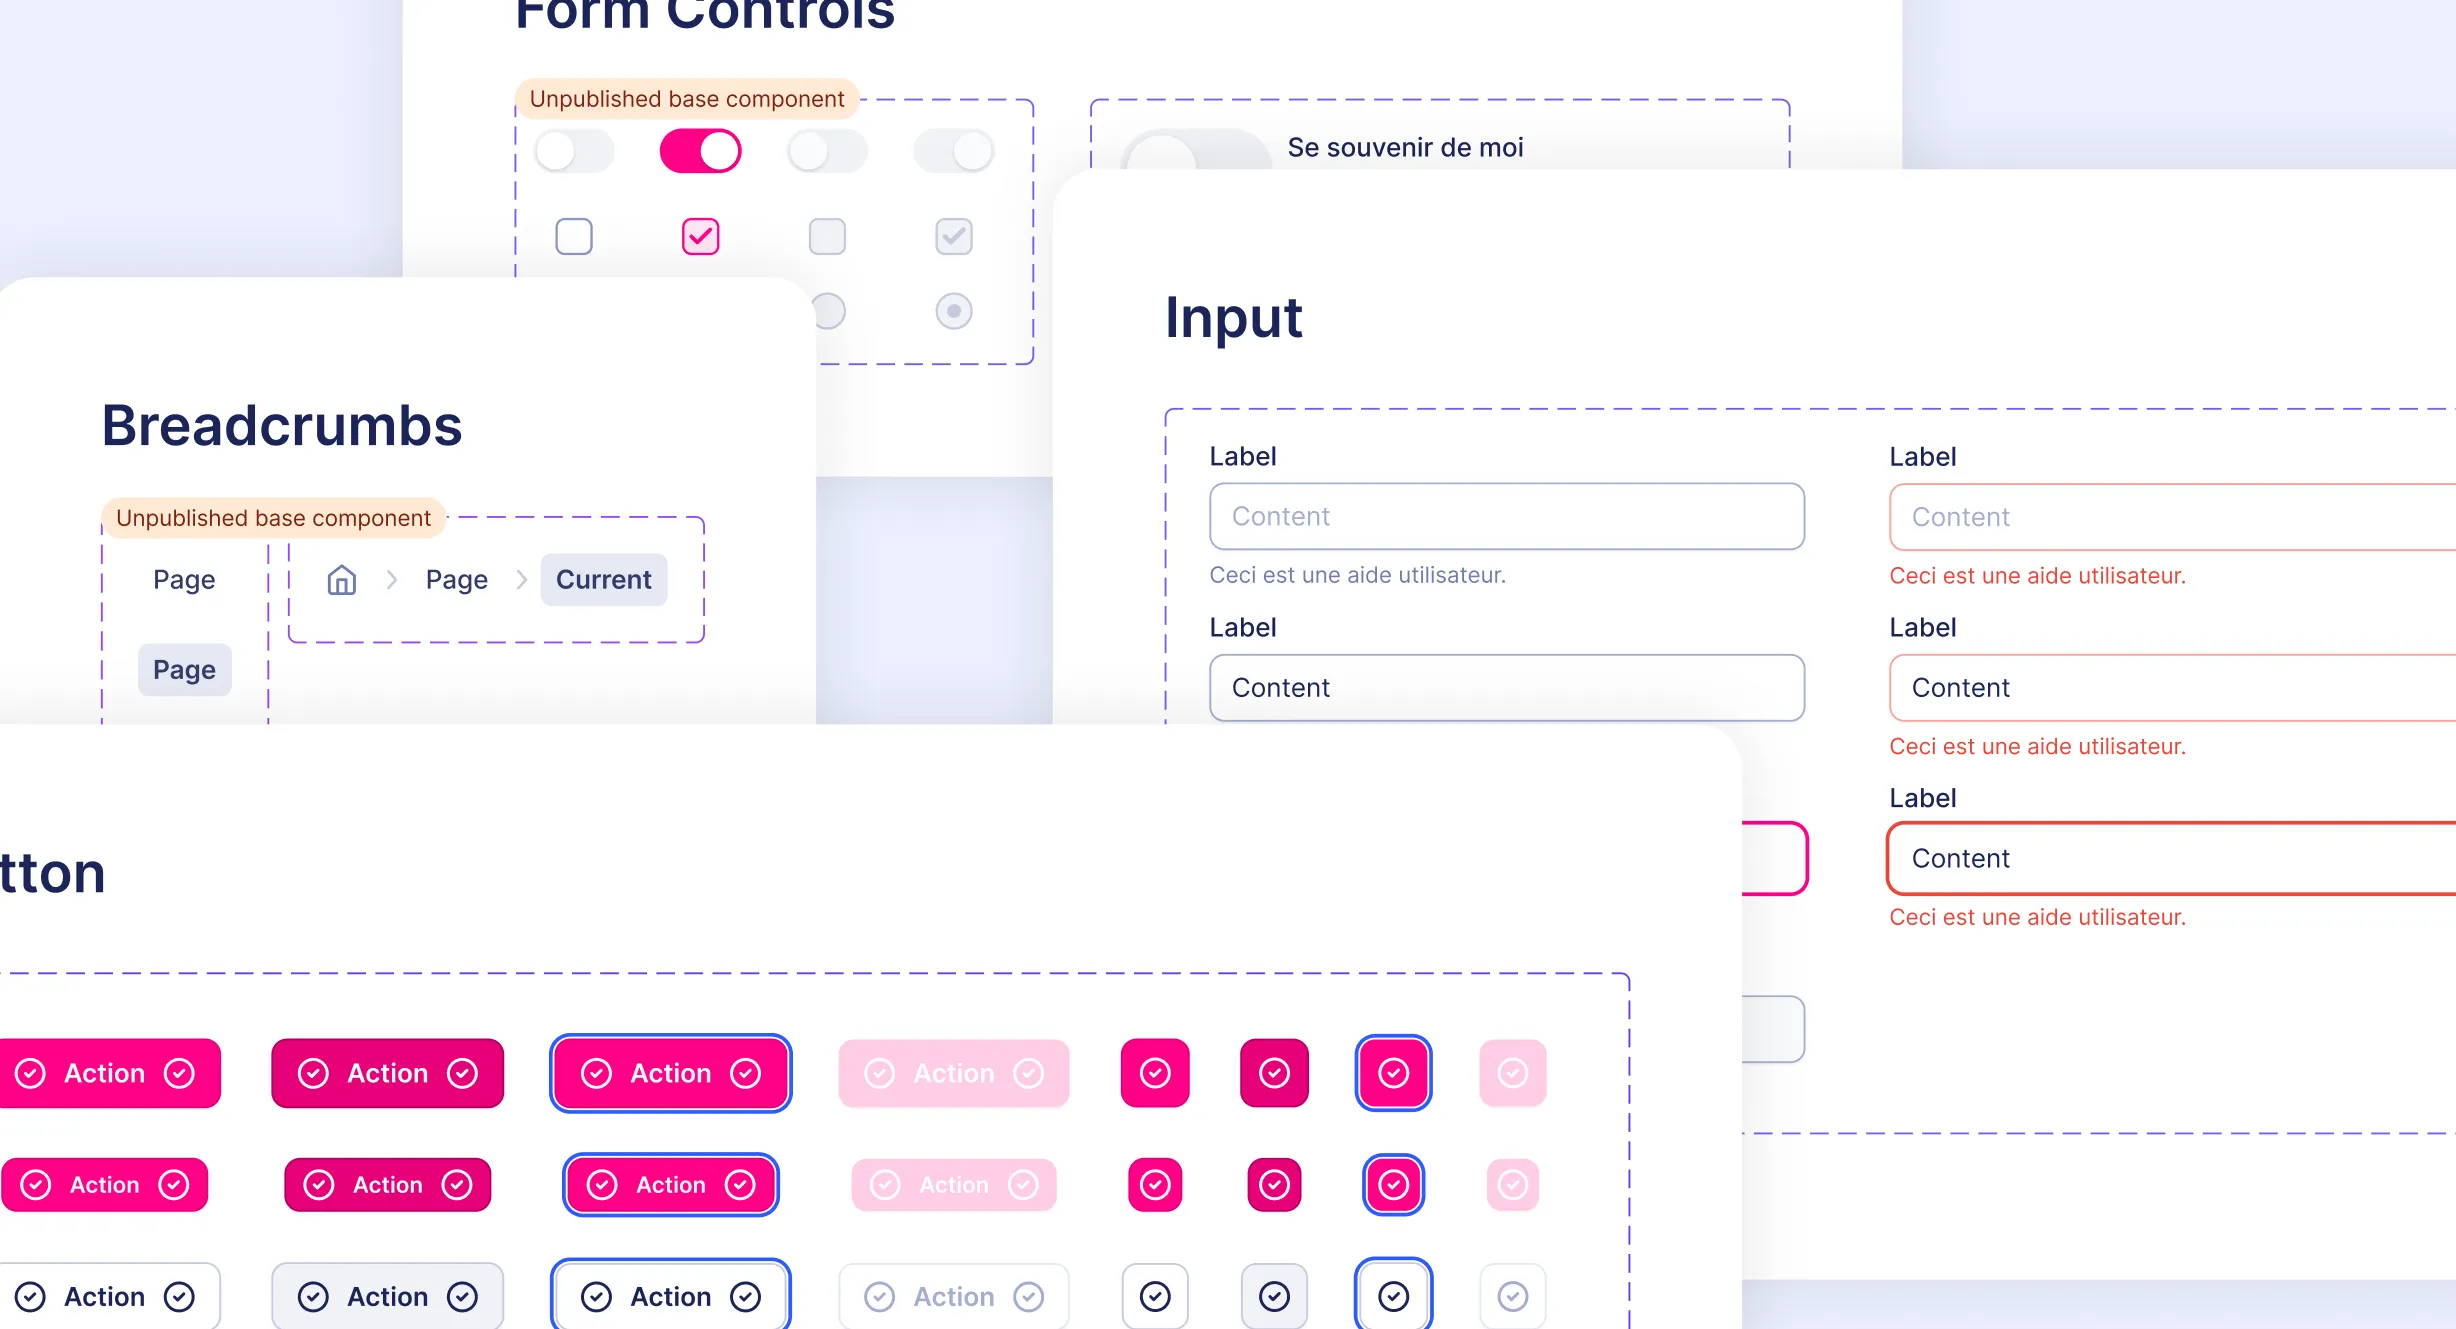 Form Controls
Unpublished base component
Se souvenir de moi
Input
Label
Content
Ceci est une aide utilisateur.
Label
Content
Label
Content
Ceci est une aide utilisateur.
Label
Content
Ceci est une aide utilisateur.
Label
Content
Ceci est une aide utilisateur.
Breadcrumbs
Unpublished base component
Page
Page
Page
Current
tton
Action
Action
Action
Action
Action
Action
Action
Action
Action
Action
Action
Action